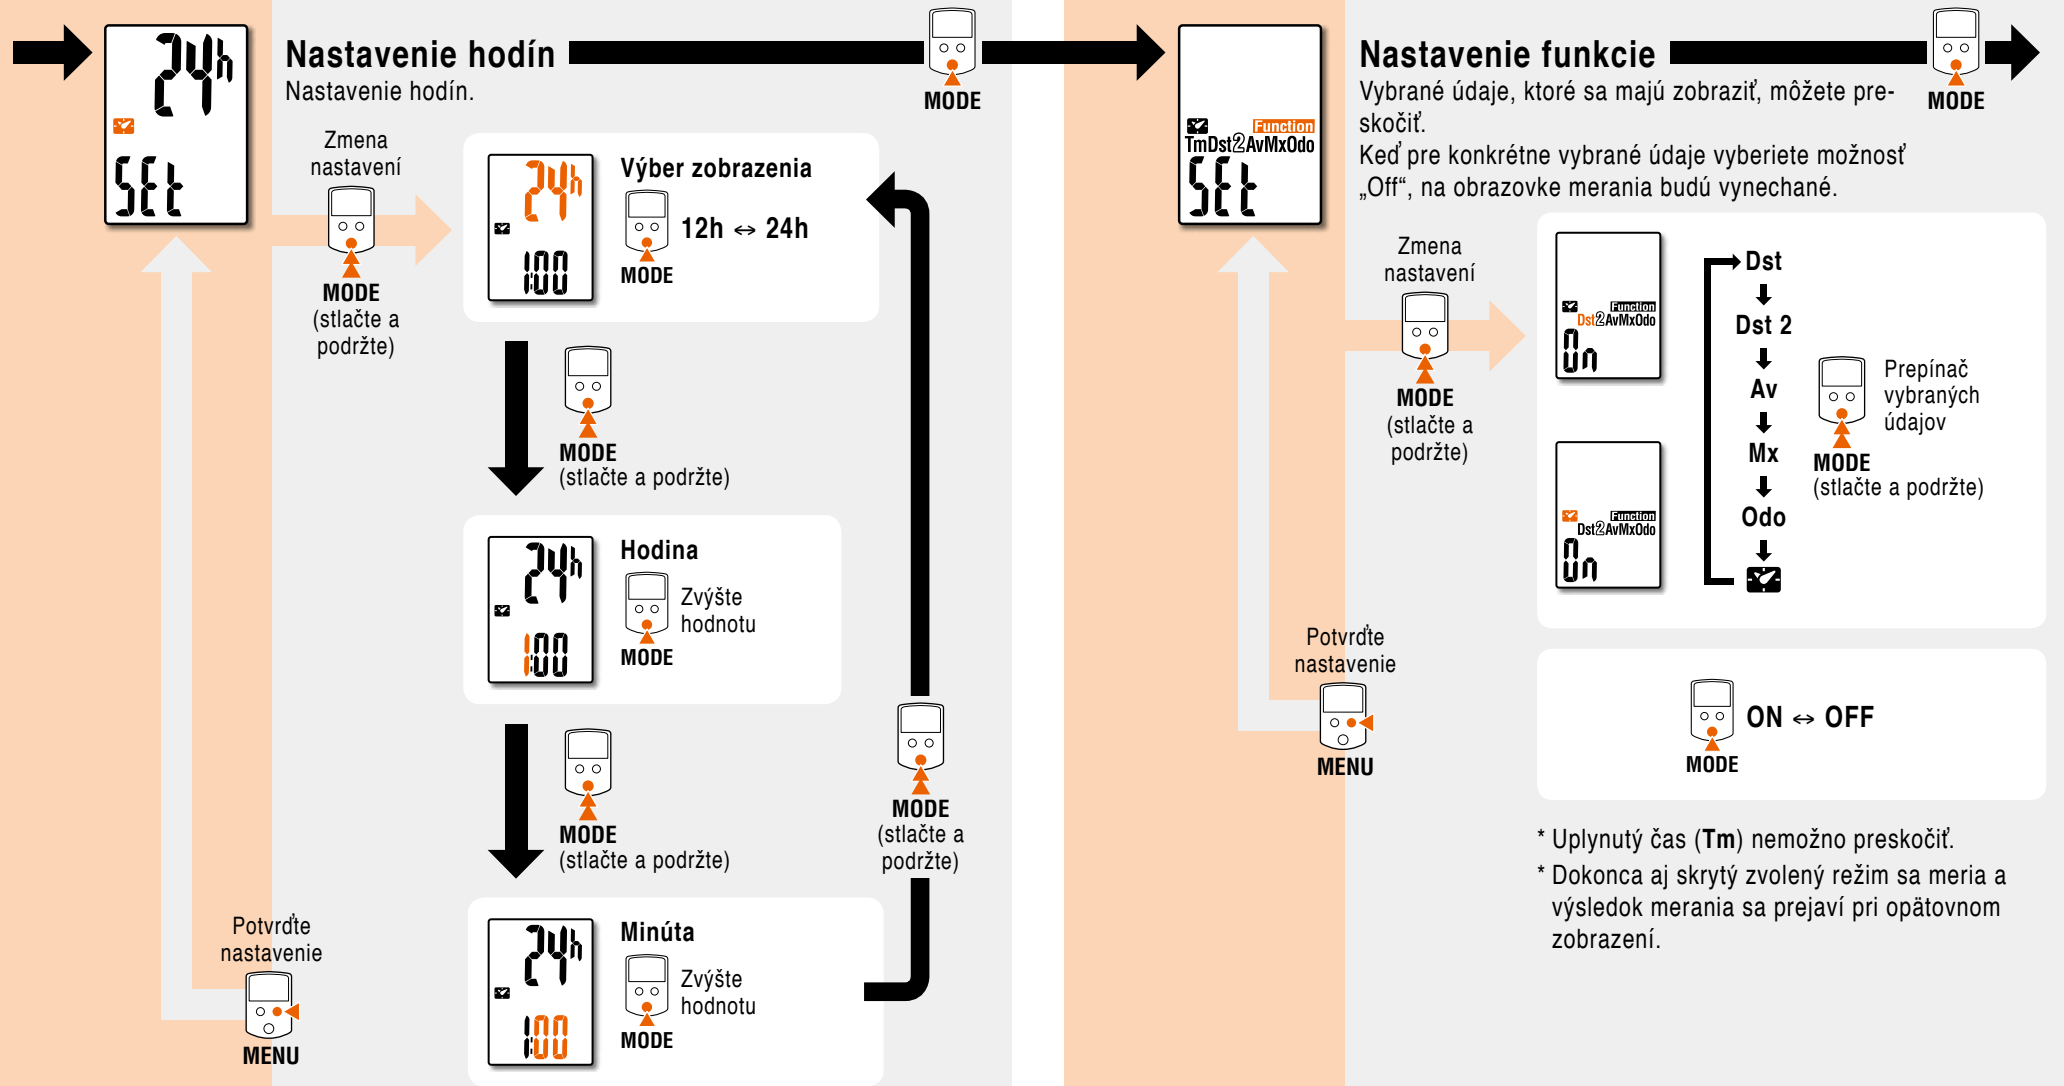 24h
SEt
Nastavenie hodín
Nastavenie hodín.
MODE
Zmena
nastavení
MODE
(stlačte a
podržte)
24h
1:00
Výber zobrazenia
12h ↔ 24h
MODE
MODE
(stlačte a podržte)
24h
1:00
Hodina
Zvýšte
hodnotu
MODE
MODE
(stlačte a podržte)
MODE
(stlačte a
podržte)
24h
1:00
Minúta
Zvýšte
hodnotu
MODE
Potvrďte
nastavenie
MENU
Function
TmDst2AvMxOdo
SEt
Nastavenie funkcie
Vybrané údaje, ktoré sa majú zobraziť, môžete pre-
skočiť.
Keď pre konkrétne vybrané údaje vyberiete možnosť
„Off“, na obrazovke merania budú vynechané.
MODE
Zmena
nastavení
MODE
(stlačte a
podržte)
Function
Dst2AvMxOdo
On
Function
Dst2AvMxOdo
On
Dst
Dst 2
Av
Mx
Odo
Prepínač
vybraných
údajov
MODE
(stlačte a podržte)
Potvrďte
nastavenie
MENU
ON ↔ OFF
MODE
* Uplynutý čas (Tm) nemožno preskočiť.
* Dokonca aj skrytý zvolený režim sa meria a
výsledok merania sa prejaví pri opätovnom
zobrazení.